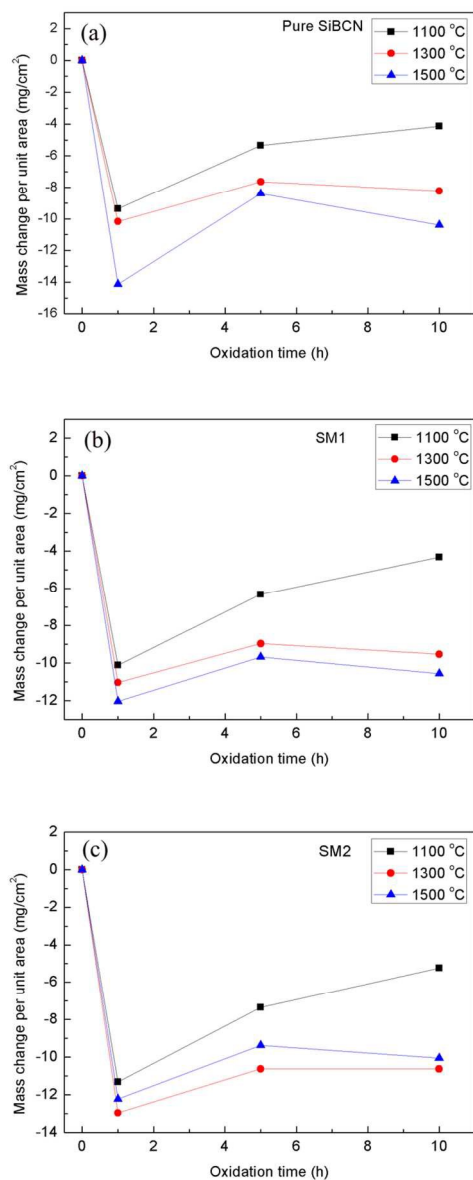 (a)
Pure SiBCN
1100 °C
1300 °C
1500 °C
2
0
-2
-4
-6
-8
-10
-12
-14
-16
Mass change per unit area (mg/cm²)
0 2 4 6 8 10
Oxidation time (h)
(b)
SM1
1100 °C
1300 °C
1500 °C
2
0
-2
-4
-6
-8
-10
-12
Mass change per unit area (mg/cm²)
0 2 4 6 8 10
Oxidation time (h)
(c)
SM2
1100 °C
1300 °C
1500 °C
2
0
-2
-4
-6
-8
-10
-12
-14
Mass change per unit area (mg/cm²)
0 2 4 6 8 10
Oxidation time (h)